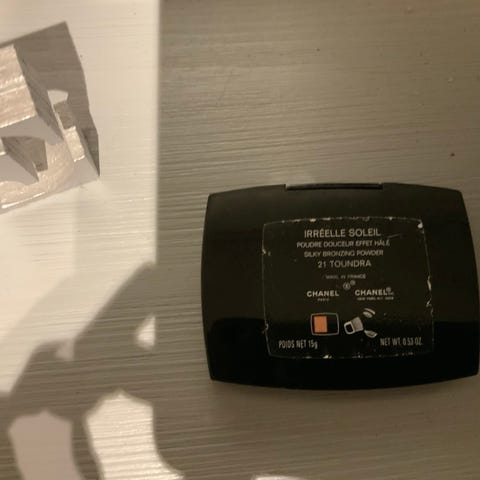 IRRÉELLE SOLEIL
POUDRE DOUCEUR EFFET HÂLÉ
SILKY BRONZING POWDER
21 TOUNDRA
MADE IN FRANCE
CHANEL CHANEL
PARIS NEW YORK, N.Y. 10019
POIDS NET 15g NET WT. 0.53 OZ.